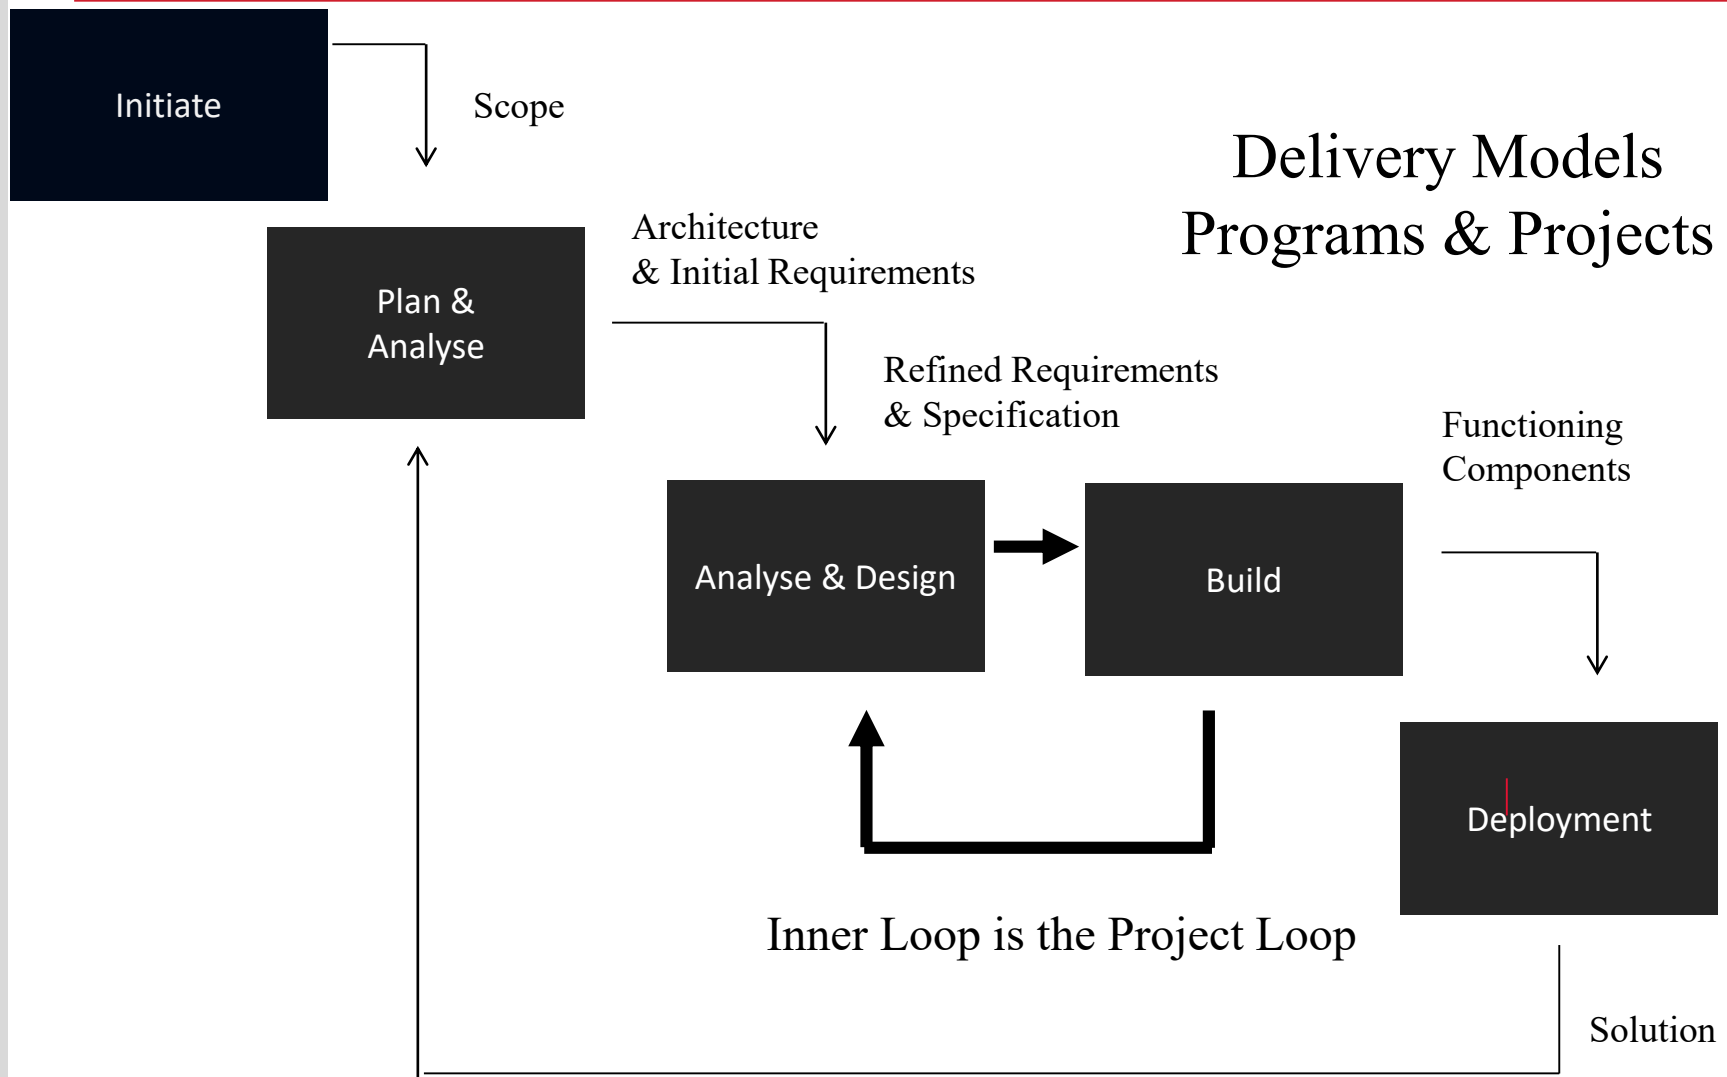 Initiate
Scope
Delivery Models
Programs & Projects
Architecture
& Initial Requirements
Plan &
Analyse
Refined Requirements
& Specification
Functioning
Components
Analyse & Design
Build
Deployment
Inner Loop is the Project Loop
Solution